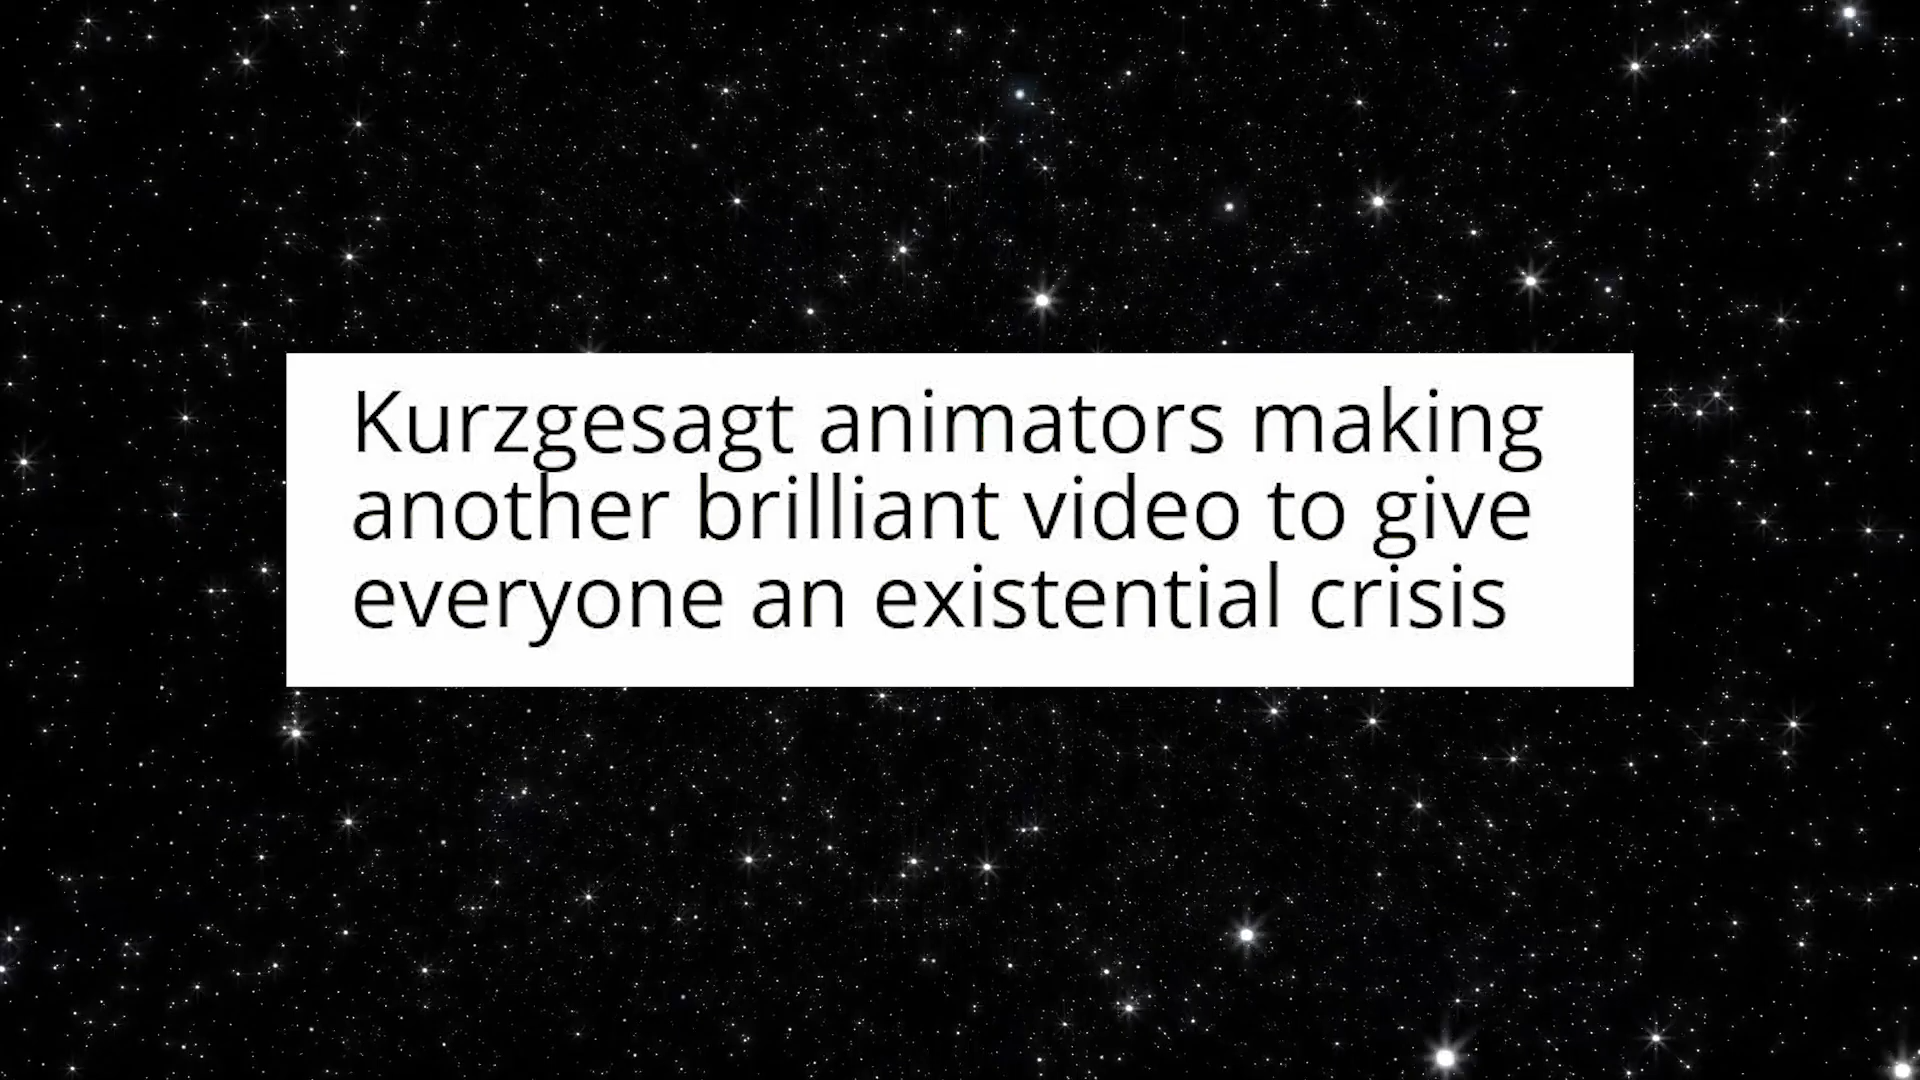 Kurzgesagt animators making
another brilliant video to give
everyone an existential crisis